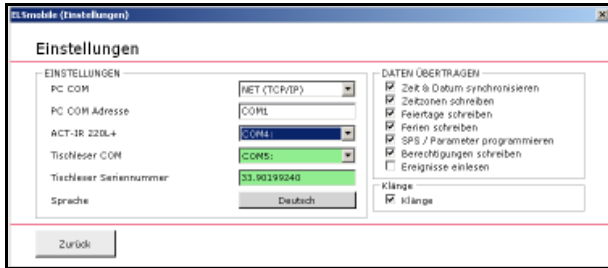 ELSmobile (Einstellungen)
Einstellungen
EINSTELLUNGEN
PC COM
NET (TCP/IP)
PC COM Adresse
COM1
ACT-IR 220L+
COM4:
Tischleser COM
COM5:
Tischleser Seriennummer
33.90199240
Sprache
Deutsch
DATEN ÜBERTRAGEN
Zeit & Datum synchronisieren
Zeitzonen schreiben
Feiertage schreiben
Ferien schreiben
SPS / Parameter programmieren
Berechtigungen schreiben
Ereignisse einlesen
Klänge
Klänge
Zurück